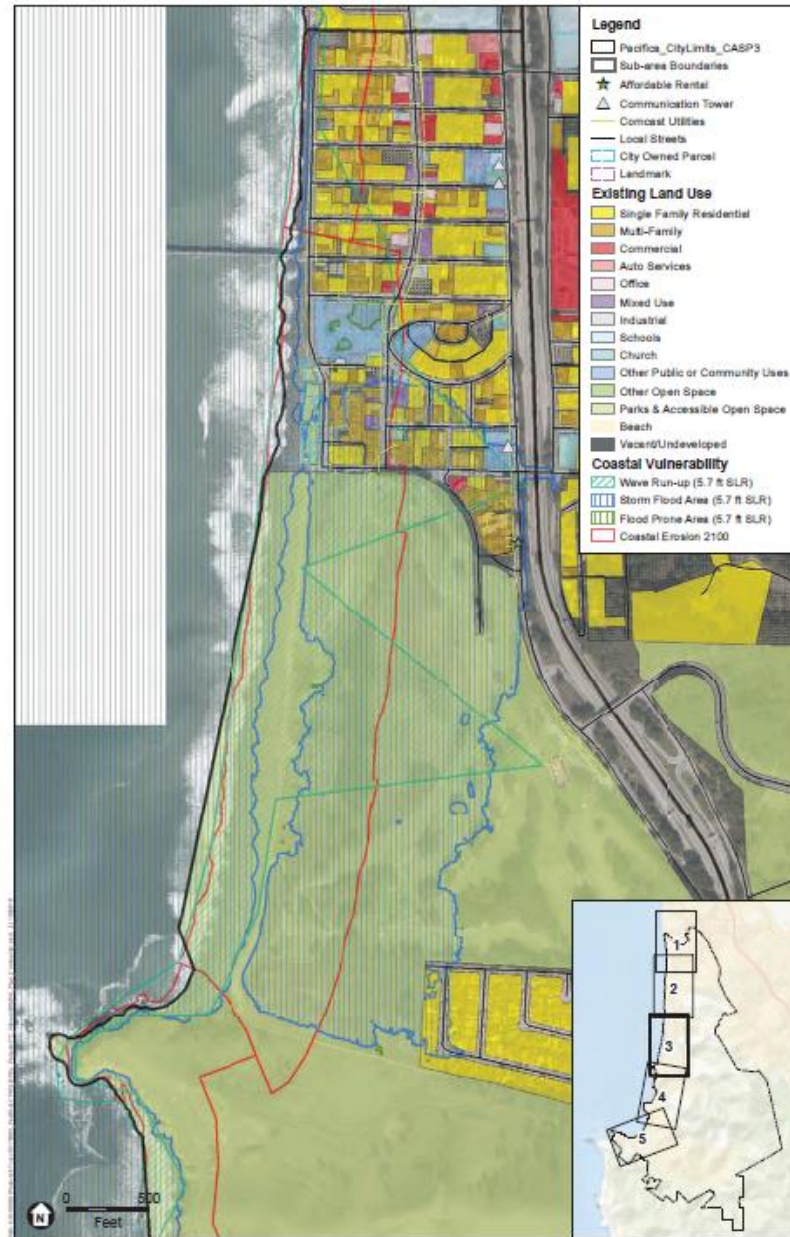 Legend
Pacifica_CityLimits_CASP3
Sub-area Boundaries
Affordable Rental
Communication Tower
Comcast Utilities
Local Streets
City Owned Parcel
Landmark
Existing Land Use
Single Family Residential
Multi-Family
Commercial
Auto Services
Office
Mixed Use
Industrial
Schools
Church
Other Public or Community Uses
Other Open Space
Parks & Accessible Open Space
Beach
Vacant/Undeveloped
Coastal Vulnerability
Wave Run-up (5.7 ft SLR)
Storm Flood Area (5.7 ft SLR)
Flood Prone Area (5.7 ft SLR)
Coastal Erosion 2100
1
2
3
4
5
N
0 500
Feet